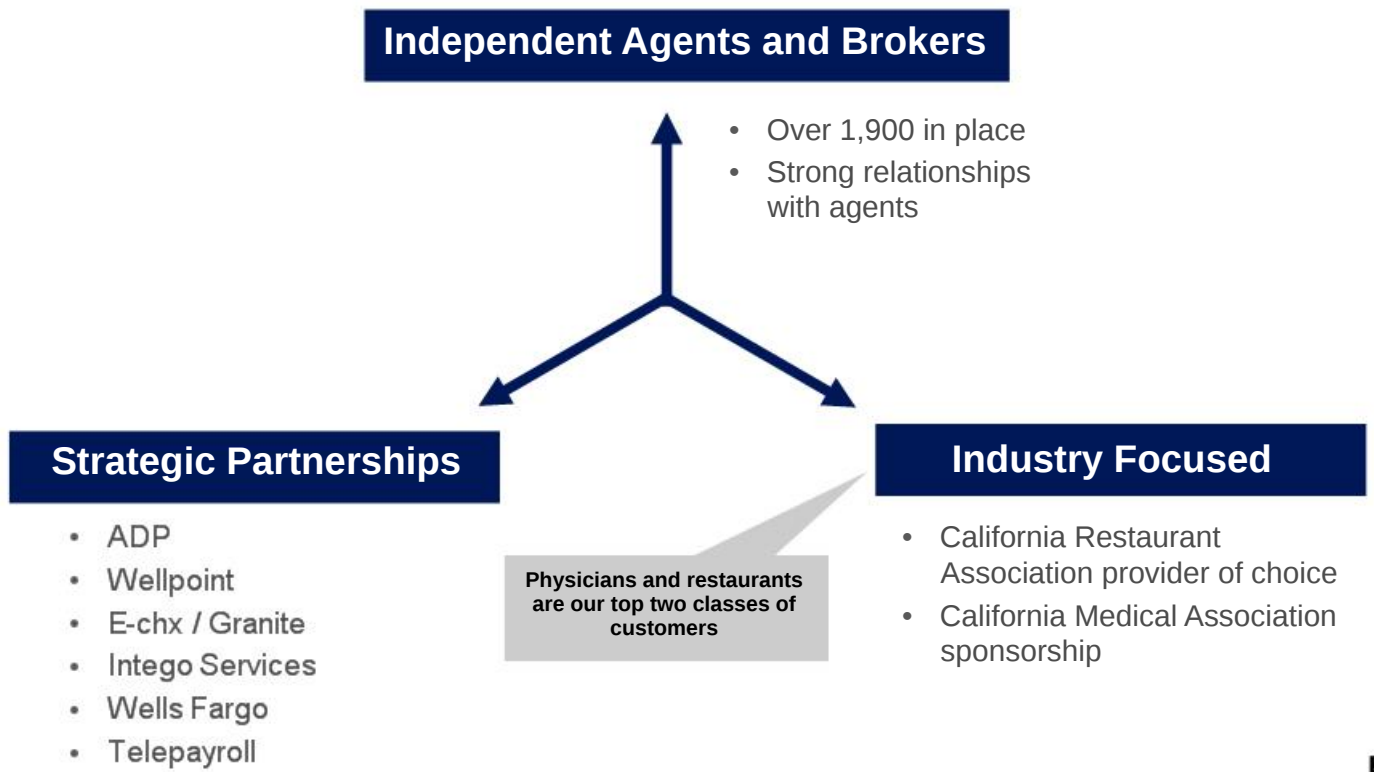 Independent Agents and Brokers
• Over 1,900 in place
• Strong relationships
with agents
Strategic Partnerships
• ADP
• Wellpoint
• E-chx / Granite
• Intego Services
• Wells Fargo
• Telepayroll
Physicians and restaurants
are our top two classes of
customers
Industry Focused
• California Restaurant
Association provider of choice
• California Medical Association
sponsorship